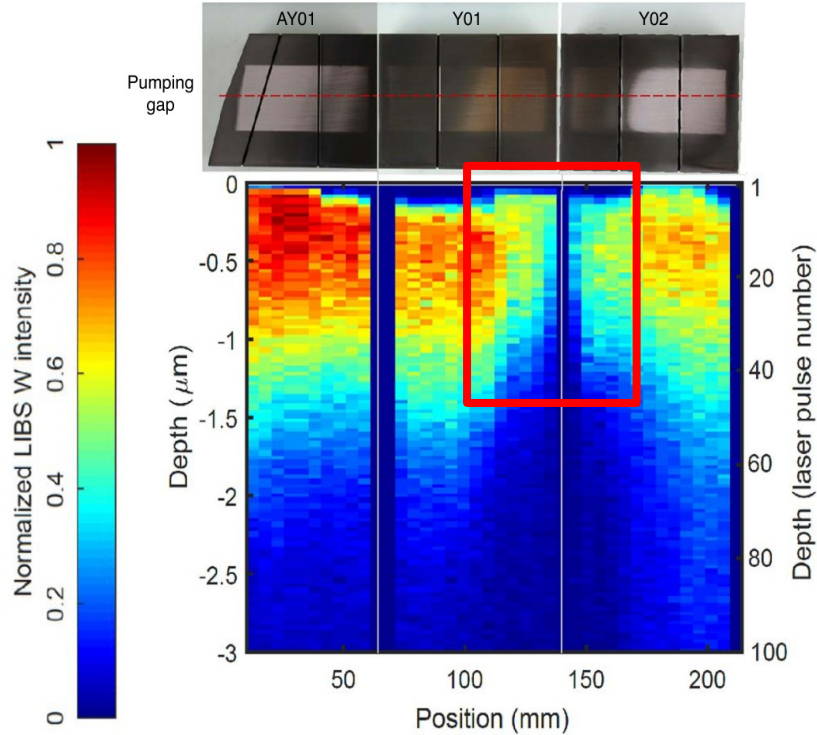 AY01
Y01
Y02
Pumping
gap
Normalized LIBS W intensity
1
0.8
0.6
0.4
0.2
0
Depth ( μm)
0
-0.5
-1
-1.5
-2
-2.5
-3
1
20
40
60
80
100
Depth (laser pulse number)
50
100
150
200
Position (mm)